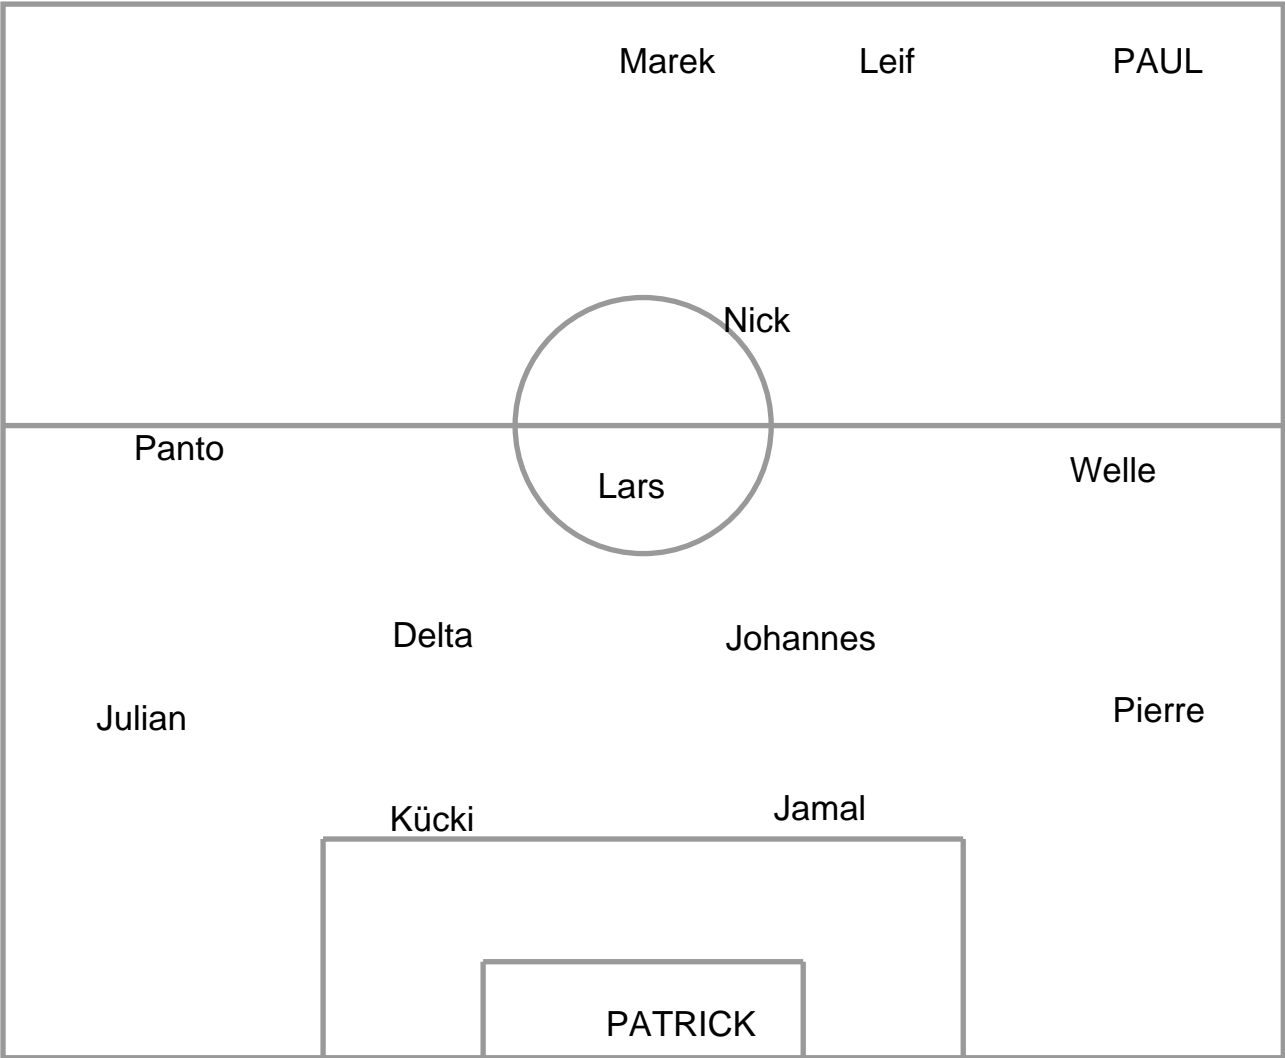 Marek Leif PAUL
Nick
Panto
Welle
Lars
Delta Johannes
Julian Pierre
Kücki Jamal
PATRICK